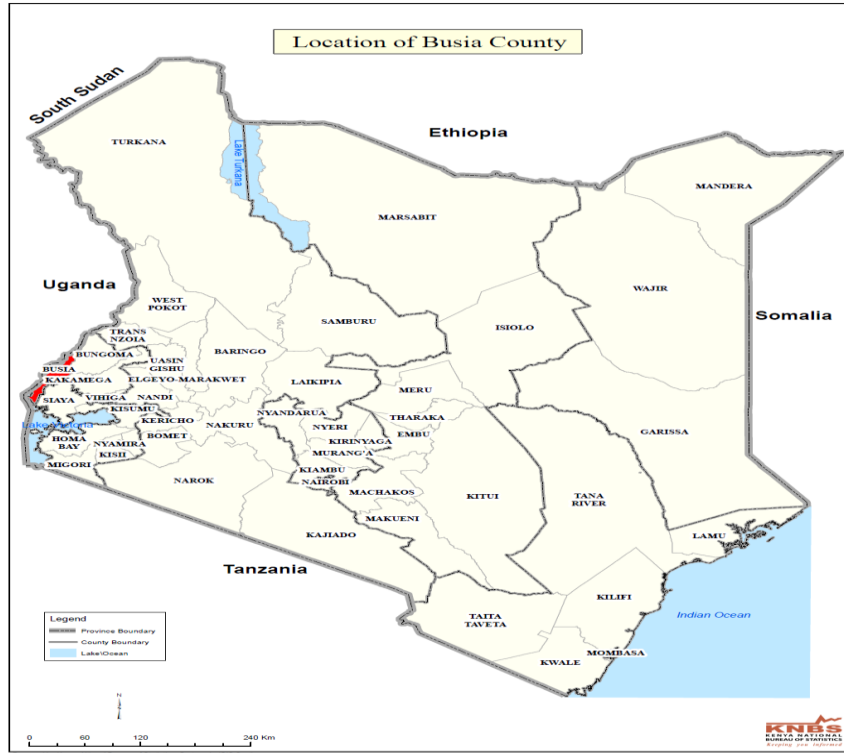 Location of Busia County
South Sudan
Ethiopia
TURKANA
Lake Turkana
MANDERA
MARSABIT
Uganda
WAJIR
WEST
POKOT
SAMBURU
ISIOLO
Somalia
TRANS
NZOIA
BUNGOMA
UASIN
GISHU
BARINGO
BUSIA
KAKAMEGA
ELGEYO-MARAKWET
LAIKIPIA
MERU
SIAYA
VIHIGA
NANDI
KISUMU
NYANDARUA
THARAKA
KERICHO
NAKURU
NYERI
EMBU
GARISSA
HOMA
BAY
NYAMIRA
BOMET
KIRINYAGA
KISII
MURANG'A
MIGORI
KIAMBU
NAIROBI
NAROK
MACHAKOS
KITUI
TANA
RIVER
MAKUENI
KAJIADO
LAMU
Tanzania
KILIFI
TAITA
TAVETA
Indian Ocean
MOMBASA
KWALE
Legend
Province Boundary
County Boundary
Lake\Ocean
0 60 120 240 Km
KNBS
KENYA NATIONAL
BUREAU OF STATISTICS
Keeping you informed